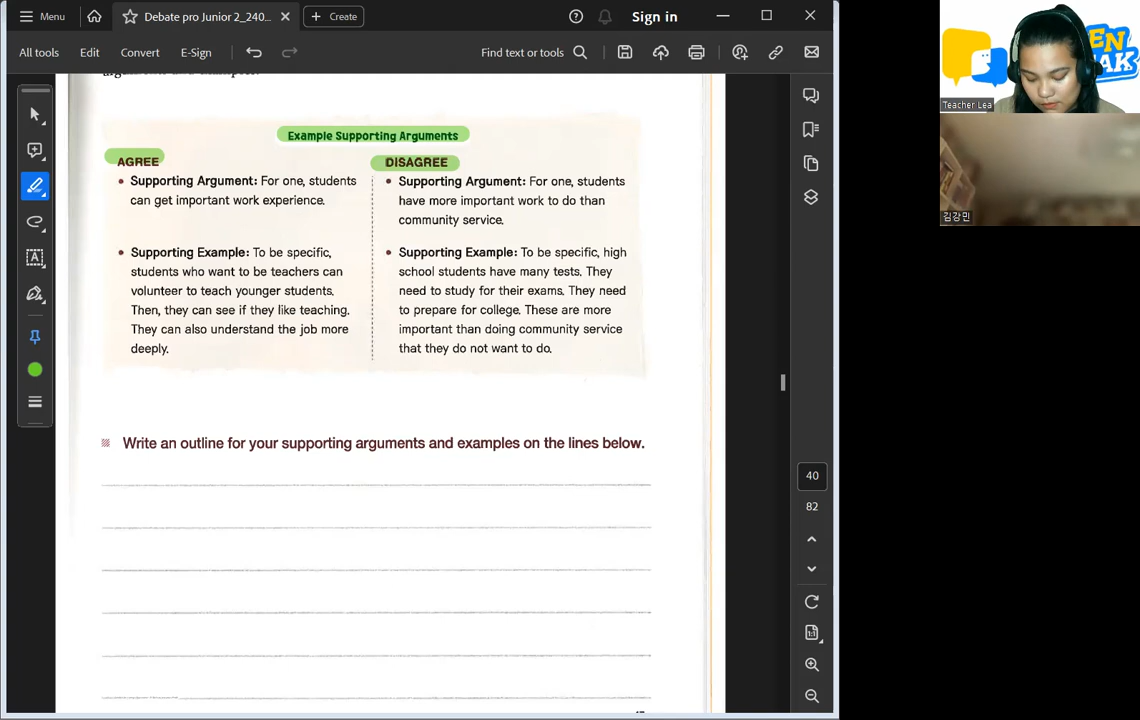 Menu
Debate pro Junior 2_240...
Create
Sign in
All tools
Edit
Convert
E-Sign
Find text or tools
Example Supporting Arguments
AGREE
• Supporting Argument: For one, students
can get important work experience.
• Supporting Example: To be specific,
students who want to be teachers can
volunteer to teach younger students.
Then, they can see if they like teaching.
They can also understand the job more
deeply.
DISAGREE
• Supporting Argument: For one, students
have more important work to do than
community service.
• Supporting Example: To be specific, high
school students have many tests. They
need to study for their exams. They need
to prepare for college. These are more
important than doing community service
that they do not want to do.
Write an outline for your supporting arguments and examples on the lines below.
40
82
1:1
EN
Teacher Lea
김강민